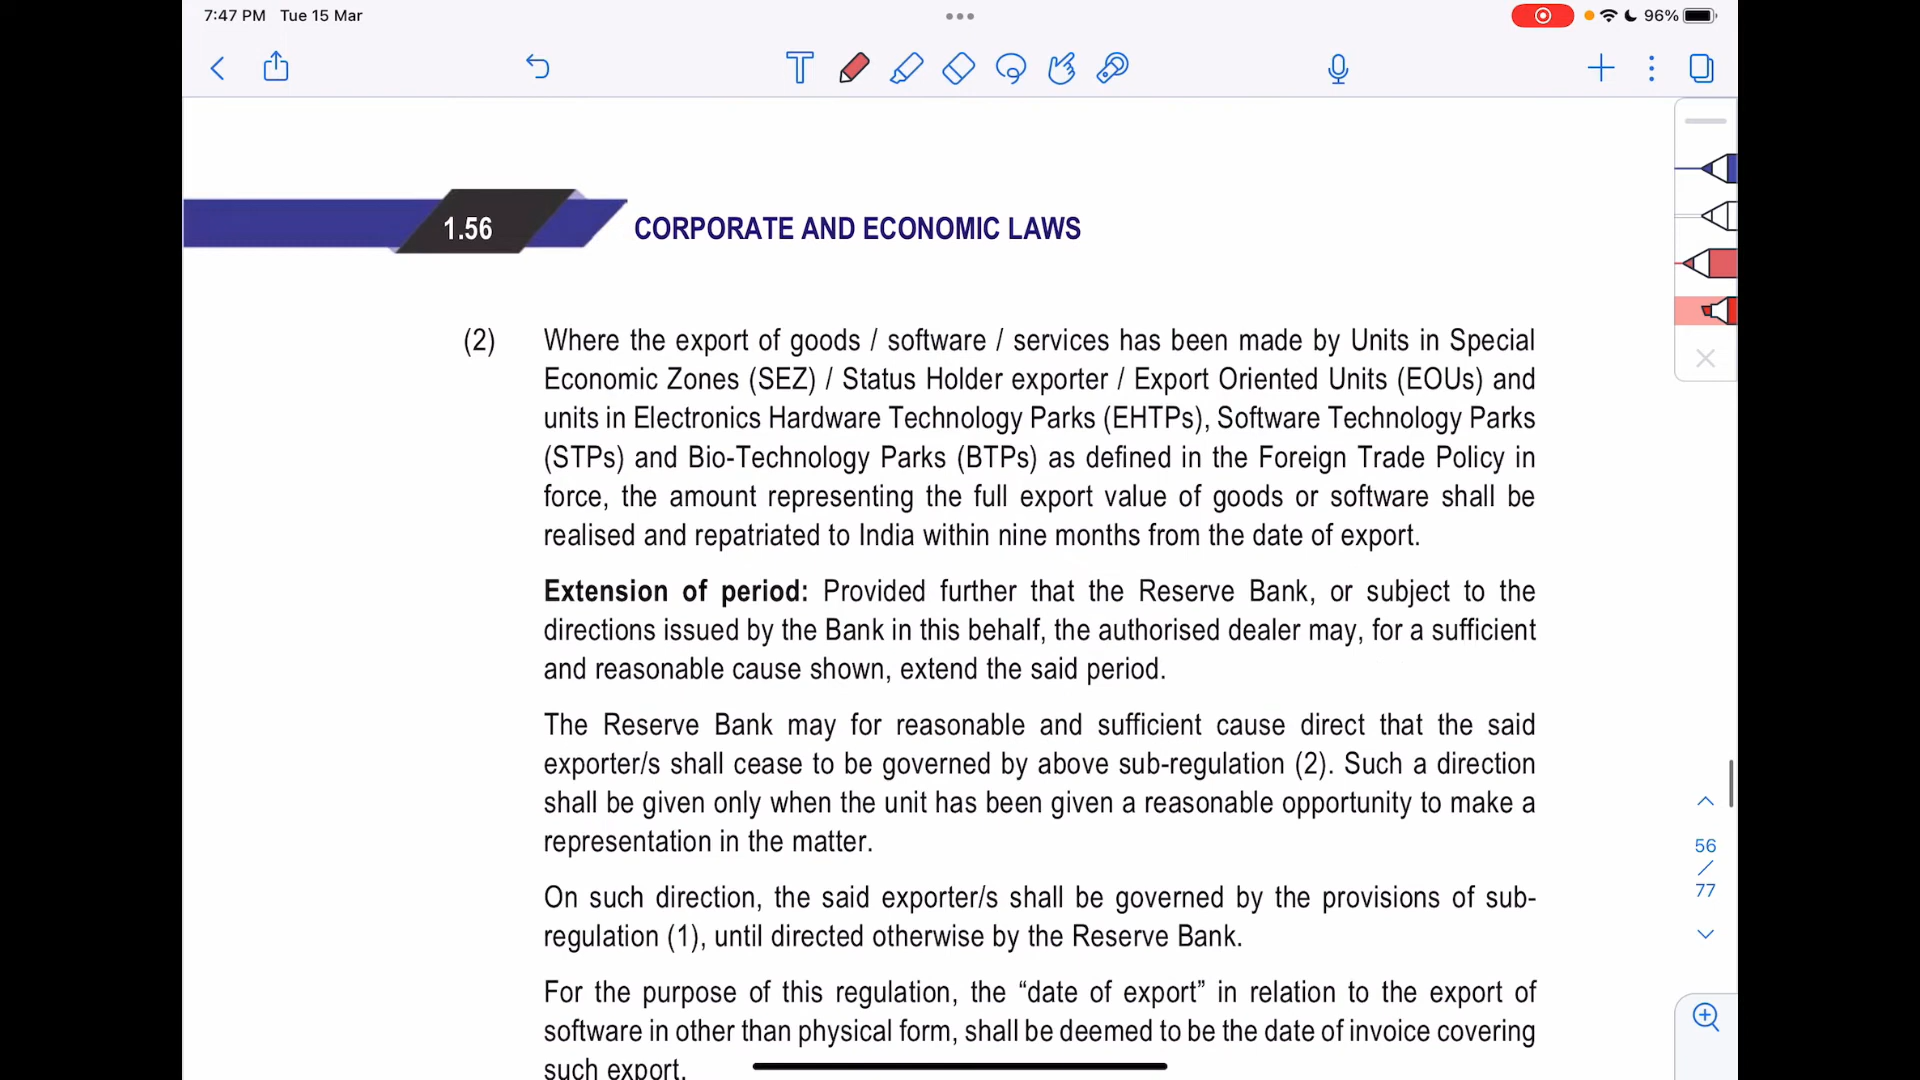 7:47 PM Tue 15 Mar
96%
1.56 CORPORATE AND ECONOMIC LAWS
(2) Where the export of goods / software / services has been made by Units in Special
Economic Zones (SEZ) / Status Holder exporter / Export Oriented Units (EOUs) and
units in Electronics Hardware Technology Parks (EHTPs), Software Technology Parks
(STPs) and Bio-Technology Parks (BTPs) as defined in the Foreign Trade Policy in
force, the amount representing the full export value of goods or software shall be
realised and repatriated to India within nine months from the date of export.
Extension of period: Provided further that the Reserve Bank, or subject to the
directions issued by the Bank in this behalf, the authorised dealer may, for a sufficient
and reasonable cause shown, extend the said period.
The Reserve Bank may for reasonable and sufficient cause direct that the said
exporter/s shall cease to be governed by above sub-regulation (2). Such a direction
shall be given only when the unit has been given a reasonable opportunity to make a
representation in the matter.
On such direction, the said exporter/s shall be governed by the provisions of sub-
regulation (1), until directed otherwise by the Reserve Bank.
For the purpose of this regulation, the “date of export” in relation to the export of
software in other than physical form, shall be deemed to be the date of invoice covering
such export.
56
/
77